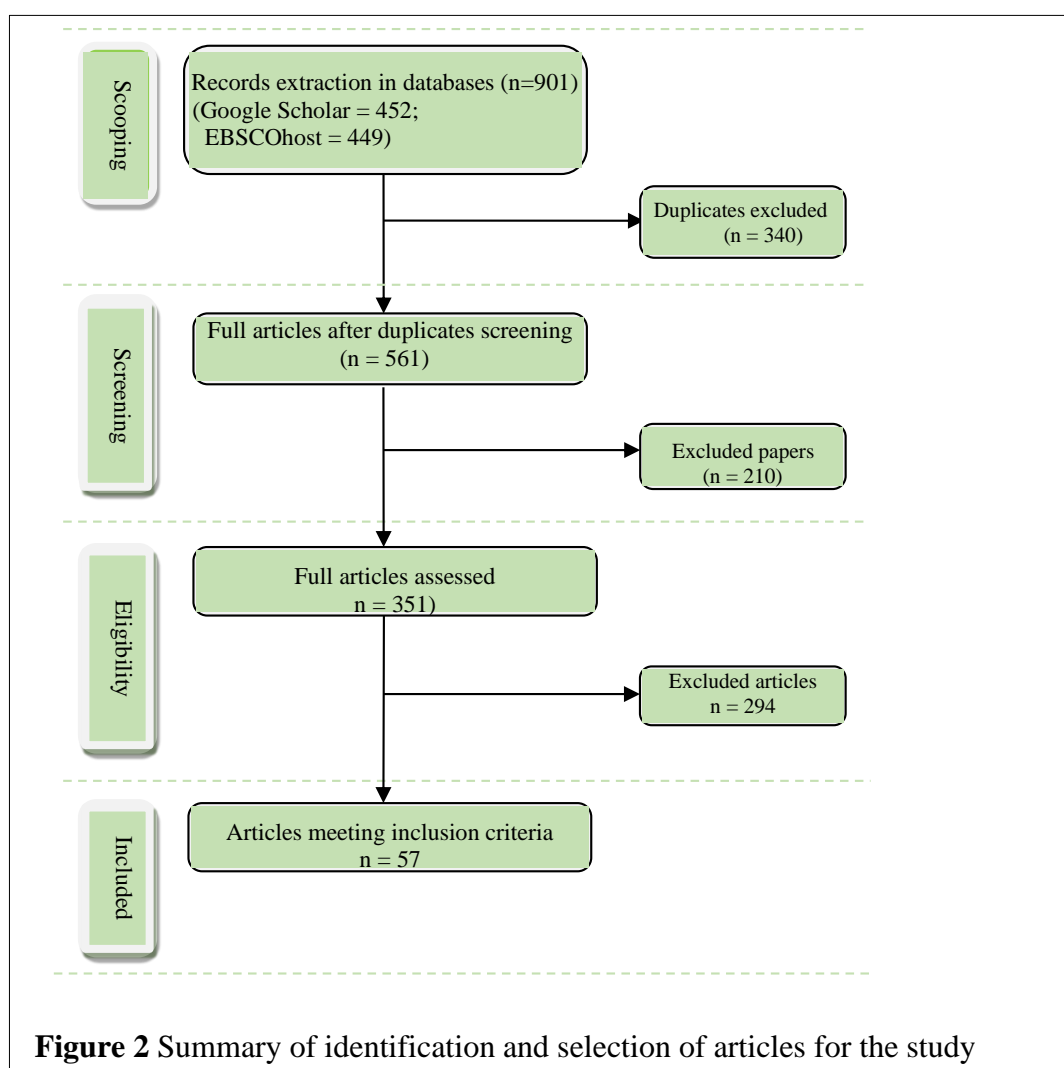 Scooping
Records extraction in databases (n=901)
(Google Scholar = 452;
EBSCOhost = 449)
Duplicates excluded
(n = 340)
Screening
Full articles after duplicates screening
(n = 561)
Excluded papers
(n = 210)
Eligibility
Full articles assessed
n = 351)
Excluded articles
n = 294
Included
Articles meeting inclusion criteria
n = 57
Figure 2 Summary of identification and selection of articles for the study